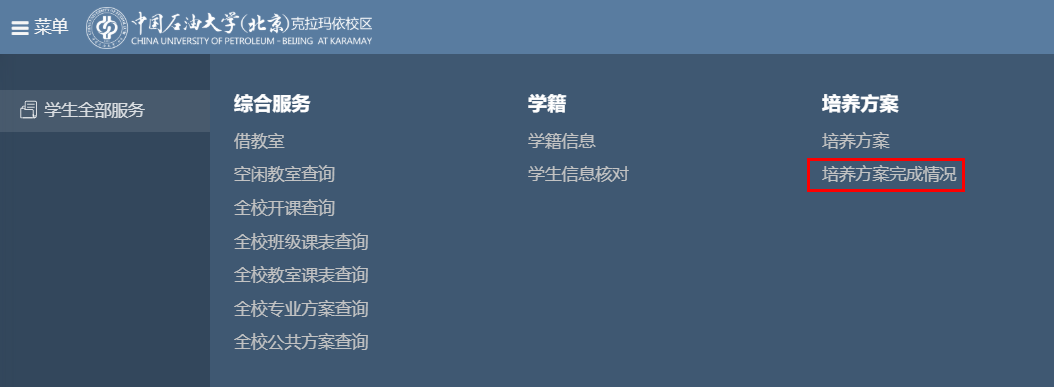 菜单
中国石油大学(北京)克拉玛依校区
CHINA UNIVERSITY OF PETROLEUM - BEIJING AT KARAMAY
学生全部服务
综合服务
借教室
空闲教室查询
全校开课查询
全校班级课表查询
全校教室课表查询
全校专业方案查询
全校公共方案查询
学籍
学籍信息
学生信息核对
培养方案
培养方案
培养方案完成情况